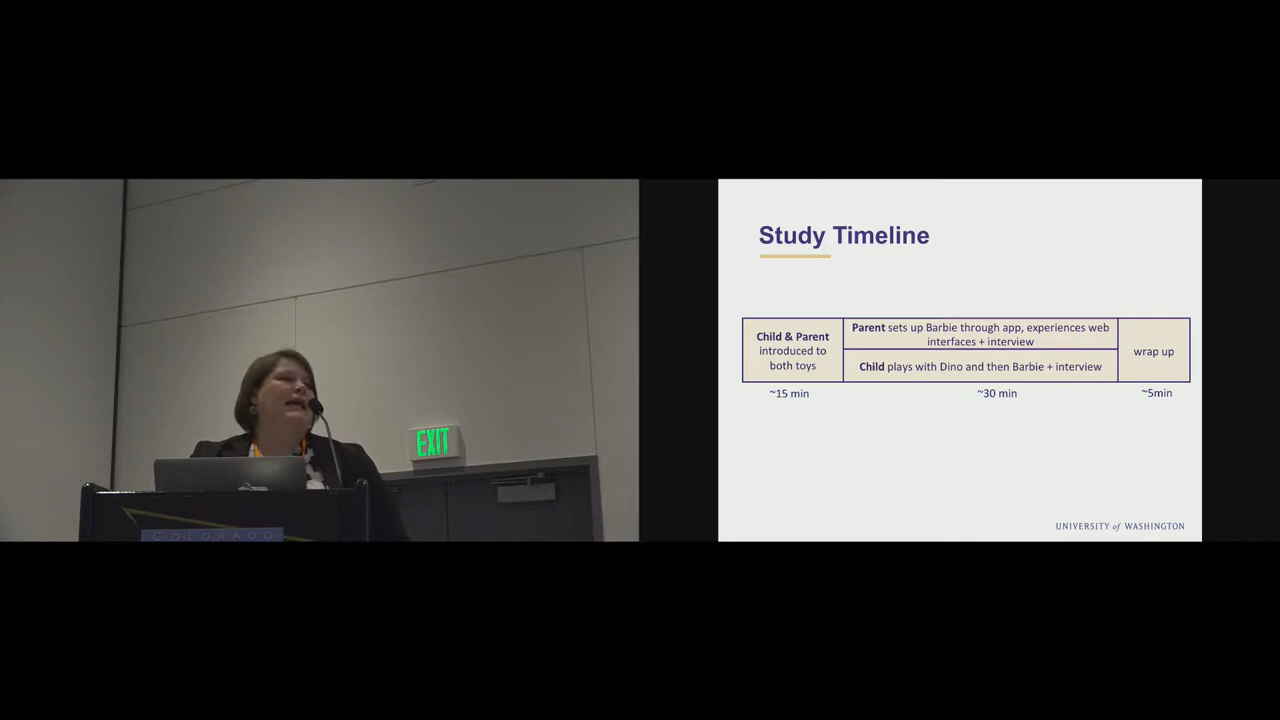 Study Timeline
Child & Parent
introduced to
both toys
Parent sets up Barbie through app, experiences web
interfaces + interview
Child plays with Dino and then Barbie + interview
wrap up
~15 min
~30 min
~5min
UNIVERSITY of WASHINGTON
EXIT
COLORADO